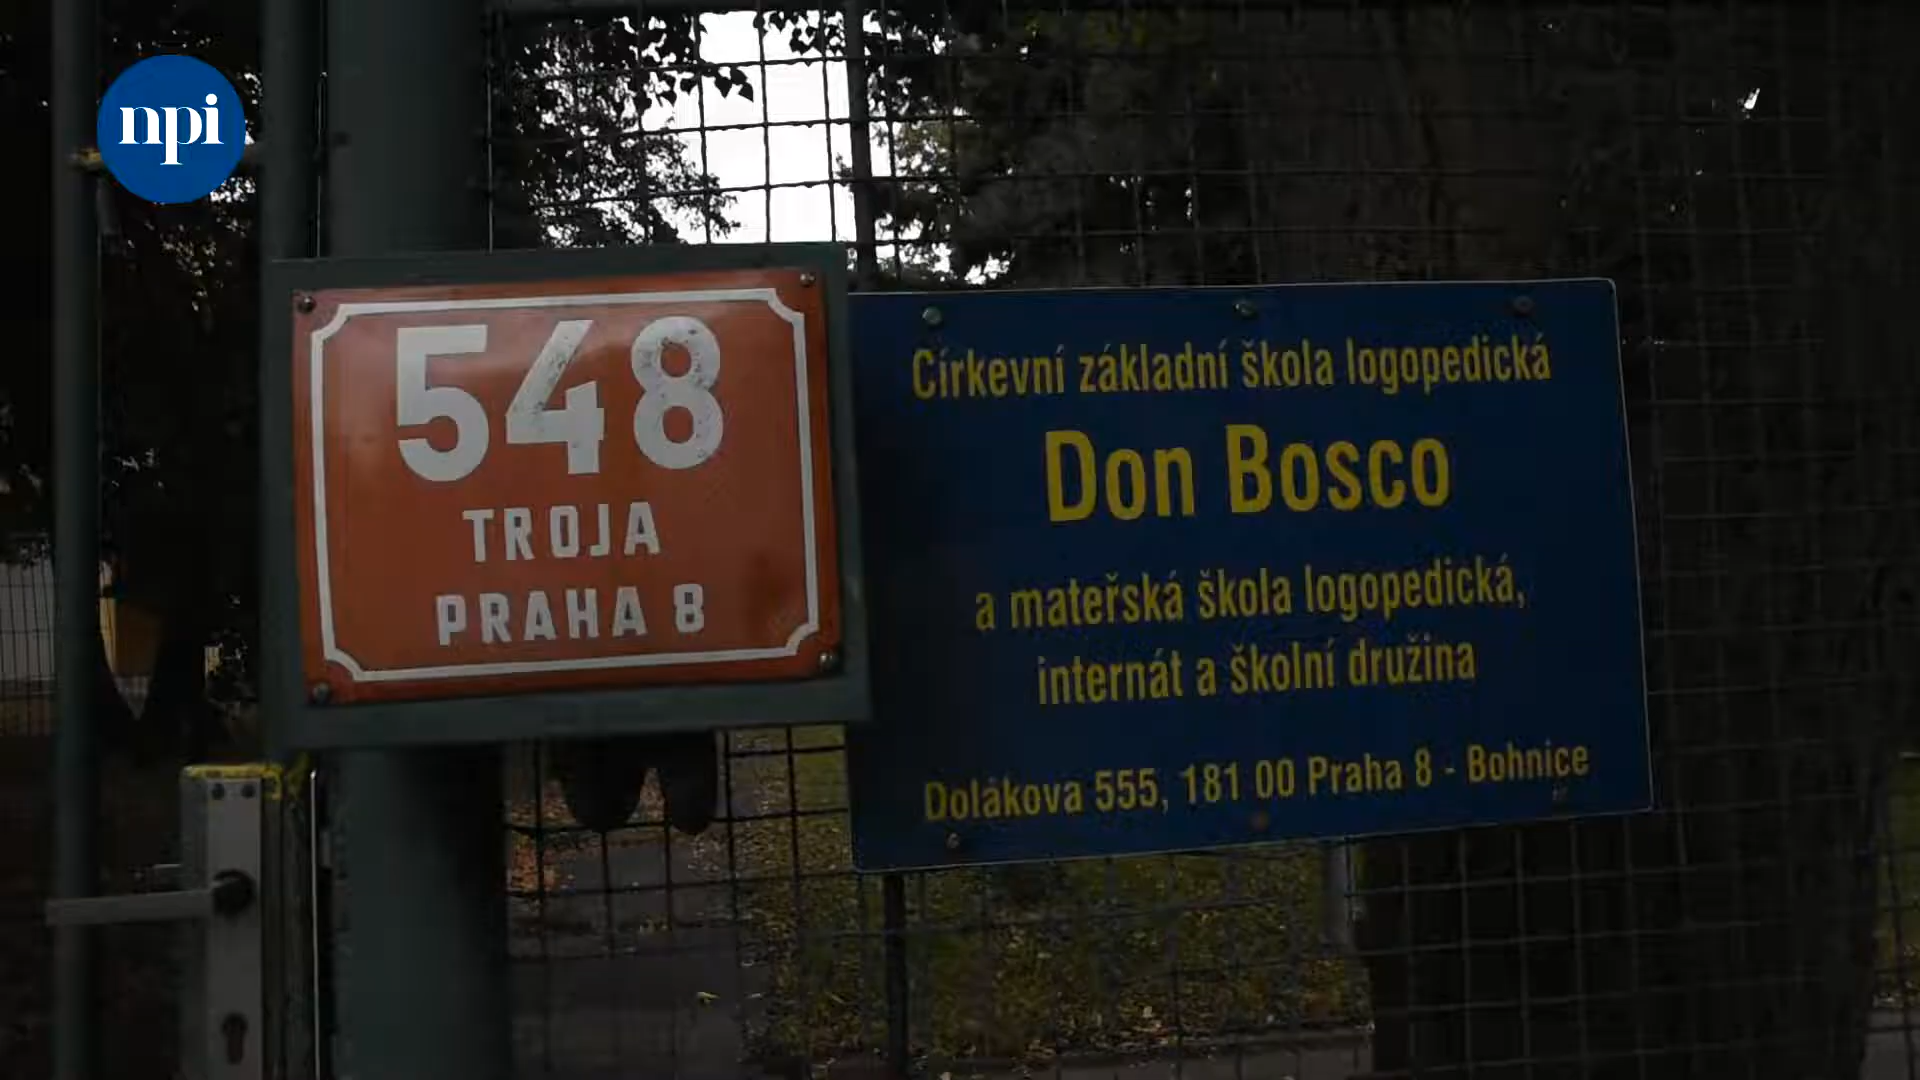 npi
548
TROJA
PRAHA 8
Církevní základní škola logopedická
Don Bosco
a mateřská škola logopedická,
internát a školní družina
Dolákova 555, 181 00 Praha 8 - Bohnice